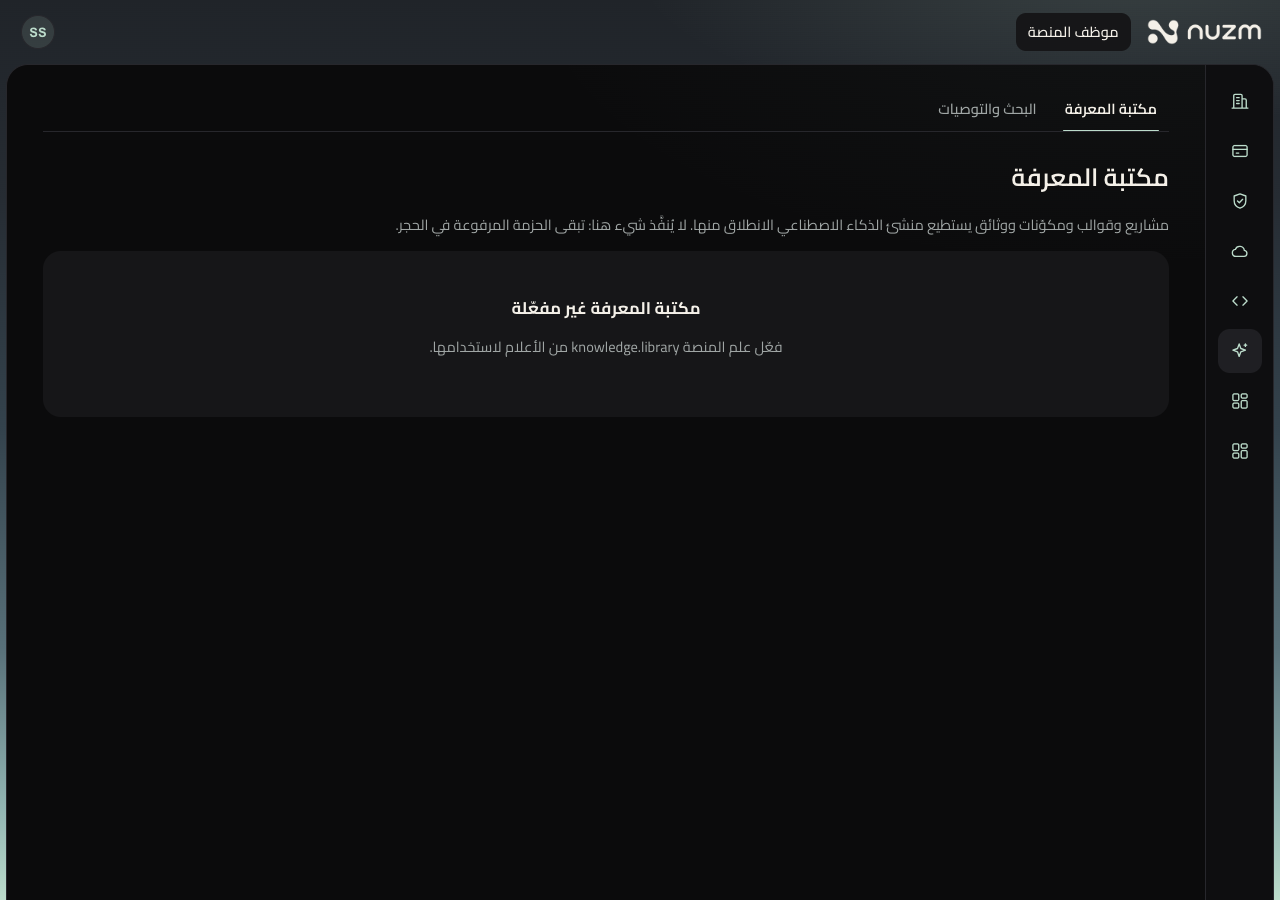 nuzm
موظف المنصة
SS
مكتبة المعرفة
البحث والتوصيات
مكتبة المعرفة
مشاريع وقوالب ومكوّنات ووثائق يستطيع منشئ الذكاء الاصطناعي الانطلاق منها. لا يُنفَّذ شيء هنا: تبقى الحزمة المرفوعة في الحجر.
مكتبة المعرفة غير مفعّلة
فعّل علم المنصة knowledge.library من الأعلام لاستخدامها.